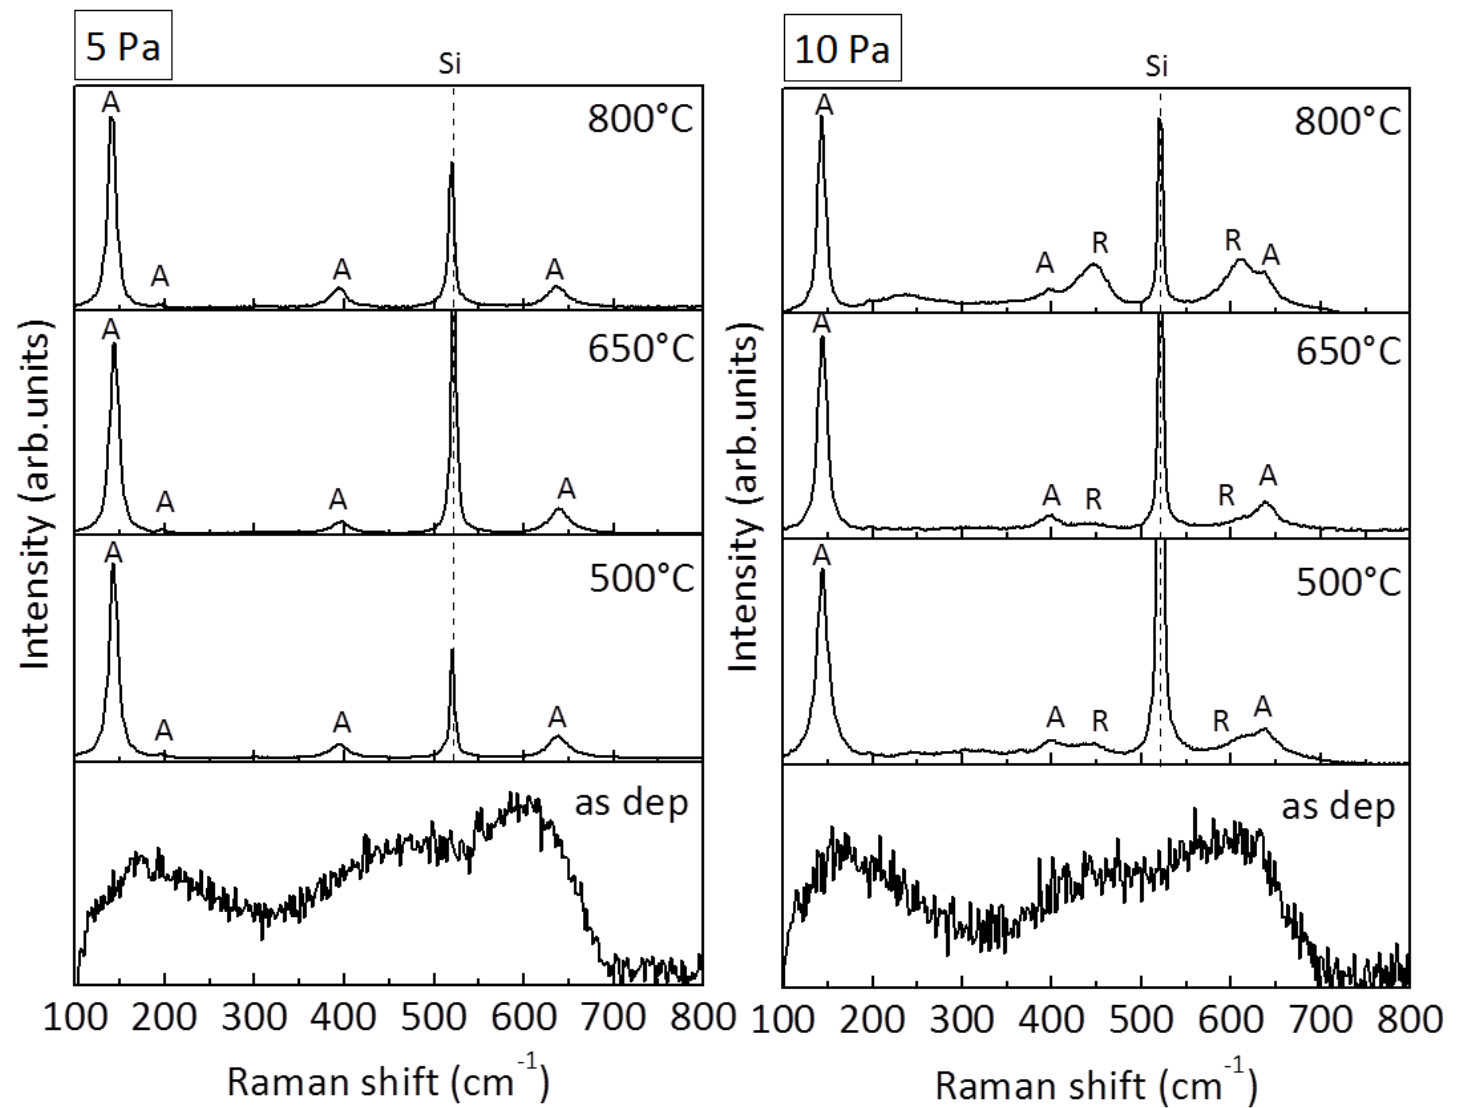 5 Pa
Si
A
800°C
A
A
A
A
650°C
A
A
A
A
500°C
A
A
A
as dep
100 200 300 400 500 600 700 800
Raman shift (cm-1)
Intensity (arb.units)
10 Pa
Si
A
800°C
A
R
R
A
A
650°C
A
R
R
A
A
500°C
A
R
R
A
as dep
100 200 300 400 500 600 700 800
Raman shift (cm-1)
Intensity (arb.units)